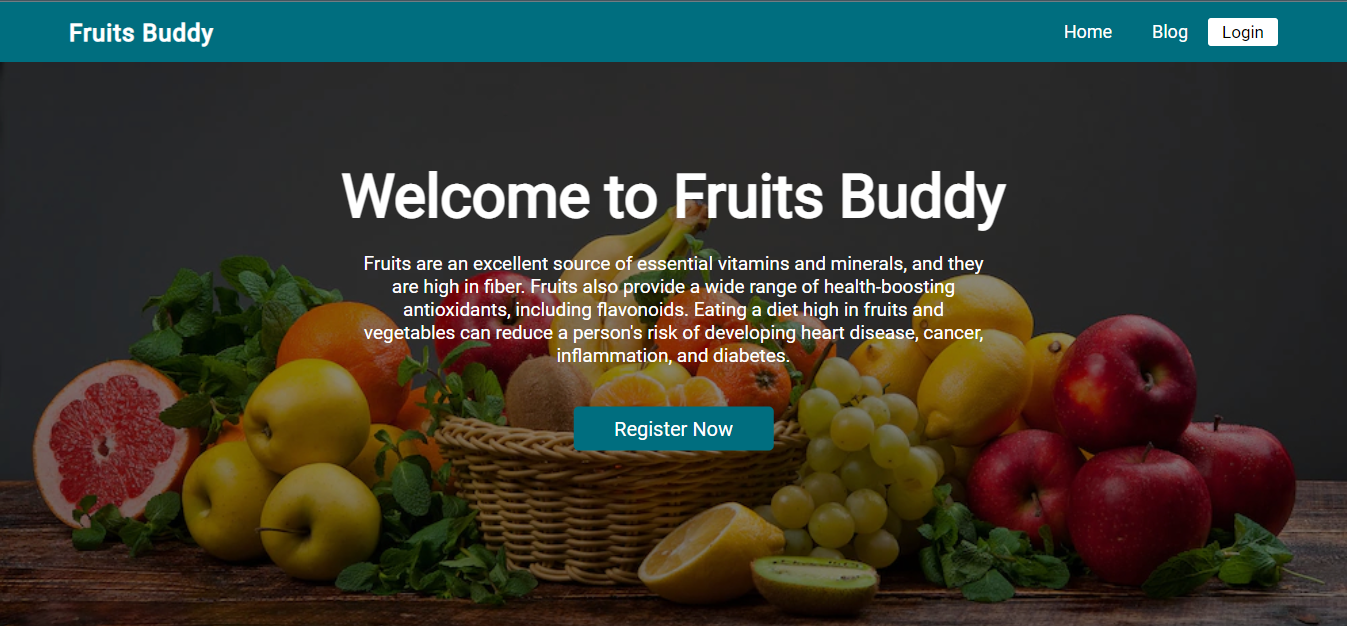 Fruits Buddy
Home
Blog
Login
Welcome to Fruits Buddy
Fruits are an excellent source of essential vitamins and minerals, and they
are high in fiber. Fruits also provide a wide range of health-boosting
antioxidants, including flavonoids. Eating a diet high in fruits and
vegetables can reduce a person's risk of developing heart disease, cancer,
inflammation, and diabetes.
Register Now